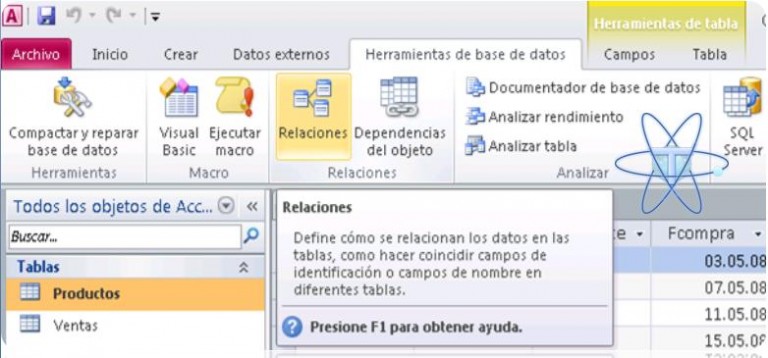 Herramientas de tabla
Archivo Inicio Crear Datos externos Herramientas de base de datos Campos Tabla
Compactar y reparar
base de datos
Visual
Basic
Ejecutar
macro
Relaciones
Dependencias
del objeto
Documentador de base de datos
Analizar rendimiento
Analizar tabla
SQL
Server
Herramientas Macro Relaciones Analizar
Todos los objetos de Acc...
Buscar...
Tablas
Productos
Ventas
Relaciones
Define cómo se relacionan los datos en las
tablas, como hacer coincidir campos de
identificación o campos de nombre en
diferentes tablas.
Presione F1 para obtener ayuda.
Fcompra
03.05.08
07.05.08
11.05.08
15.05.08